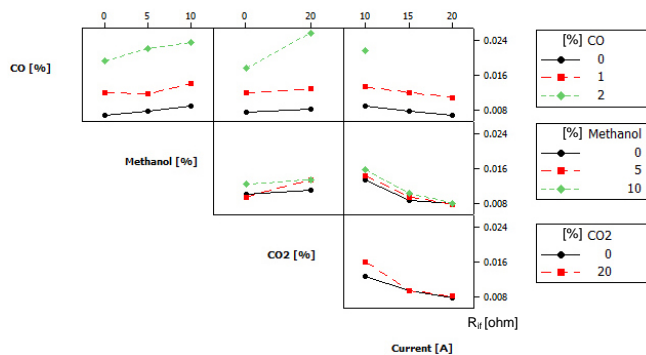 0 5 10 0 20 10 15 20
CO [%]
0.024
0.016
0.008
[%] CO
0
1
2
Methanol [%]
0.024
0.016
0.008
[%] Methanol
0
5
10
CO2 [%]
0.024
0.016
0.008
[%] CO2
0
20
Rif [ohm]
Current [A]